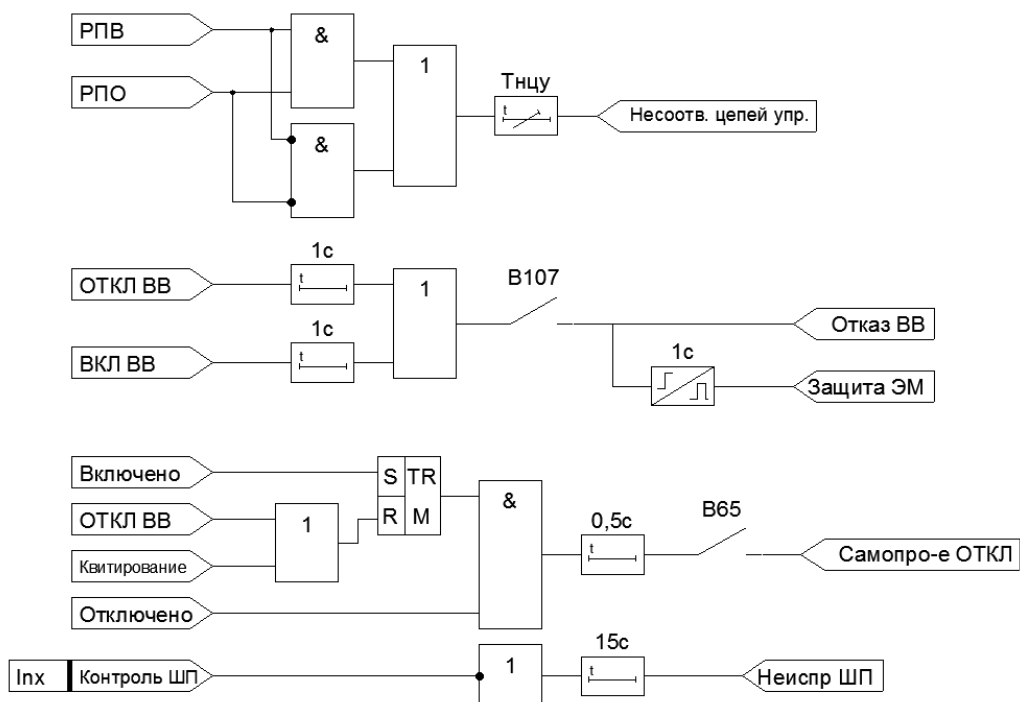 РПВ
&
1
РПО
Тнцу
t
Несоотв. цепей упр.
&
1с
ОТКЛ ВВ
t
1
В107
Отказ ВВ
1с
ВКЛ ВВ
t
1с
Защита ЭМ
Включено
S TR
R M
ОТКЛ ВВ
1
&
Квитирование
0,5с
t
В65
Самопро-е ОТКЛ
Отключено
Inx Контроль ШП
1
15с
t
Неиспр ШП